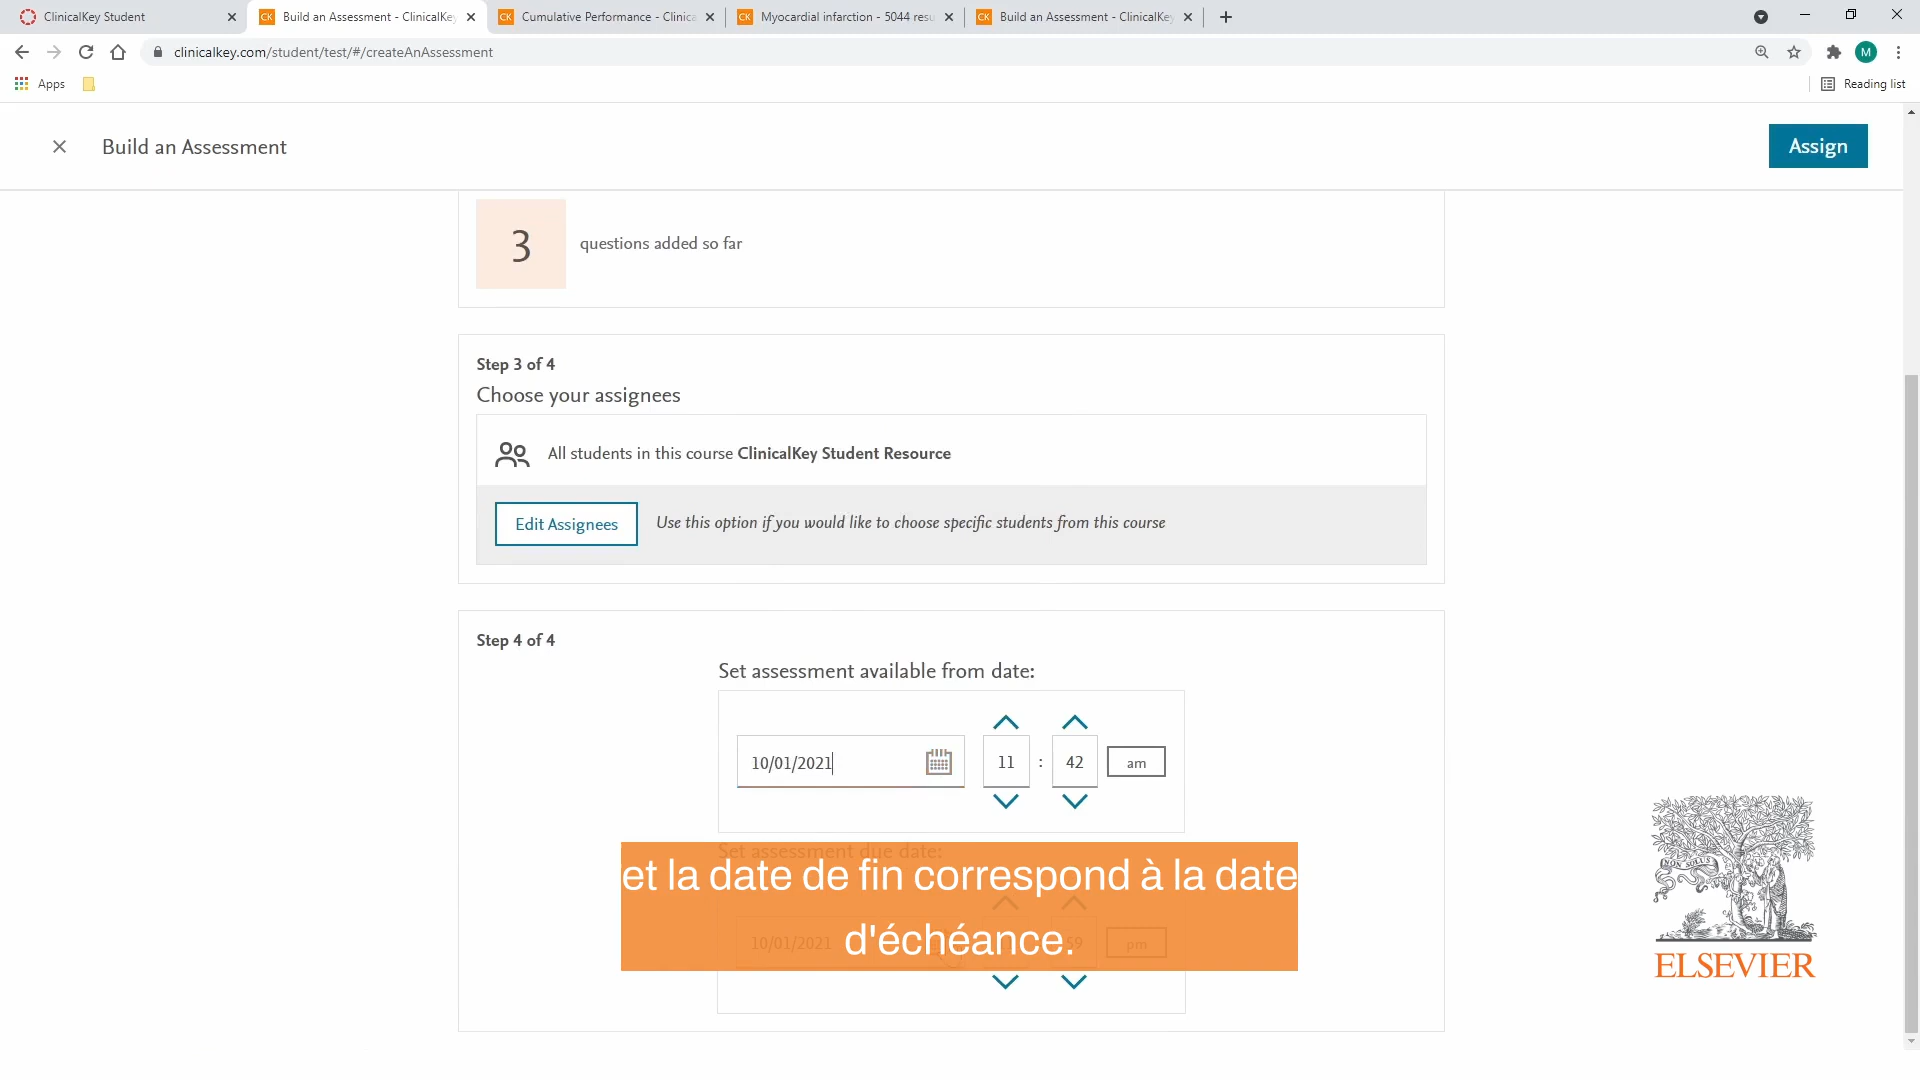 ClinicalKey Student
Build an Assessment - ClinicalKey
Cumulative Performance - Clinica
Myocardial infarction - 5044 resu
Build an Assessment - ClinicalKey
clinicalkey.com/student/test/#/createAnAssessment
M
Apps
Reading list
Build an Assessment
Assign
3
questions added so far
Step 3 of 4
Choose your assignees
All students in this course ClinicalKey Student Resource
Edit Assignees
Use this option if you would like to choose specific students from this course
Step 4 of 4
Set assessment available from date:
10/01/2021
11 : 42 am
Set assessment due date:
et la date de fin correspond à la date
d'échéance.
10/01/2021
59 pm
NON SOLUS
ELSEVIER